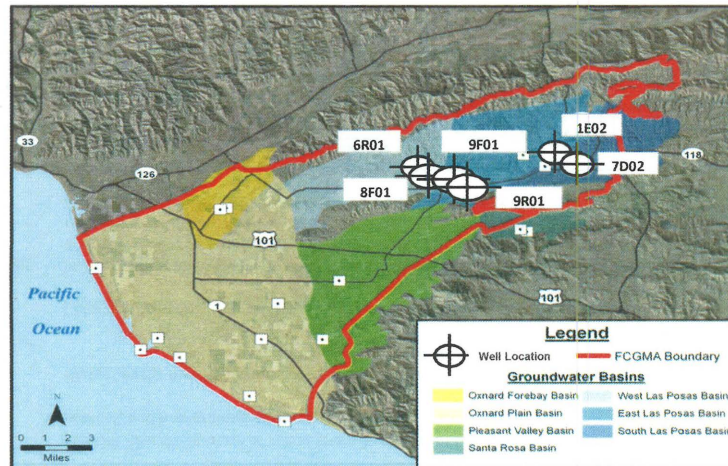 33
126
6R01
9F01
1E02
118
8F01
7D02
9R01
101
1
101
Pacific
Ocean
N
0 1 2 3
Miles
Legend
Well Location
FCGMA Boundary
Groundwater Basins
Oxnard Forebay Basin
West Las Posas Basin
Oxnard Plain Basin
East Las Posas Basin
Pleasant Valley Basin
South Las Posas Basin
Santa Rosa Basin